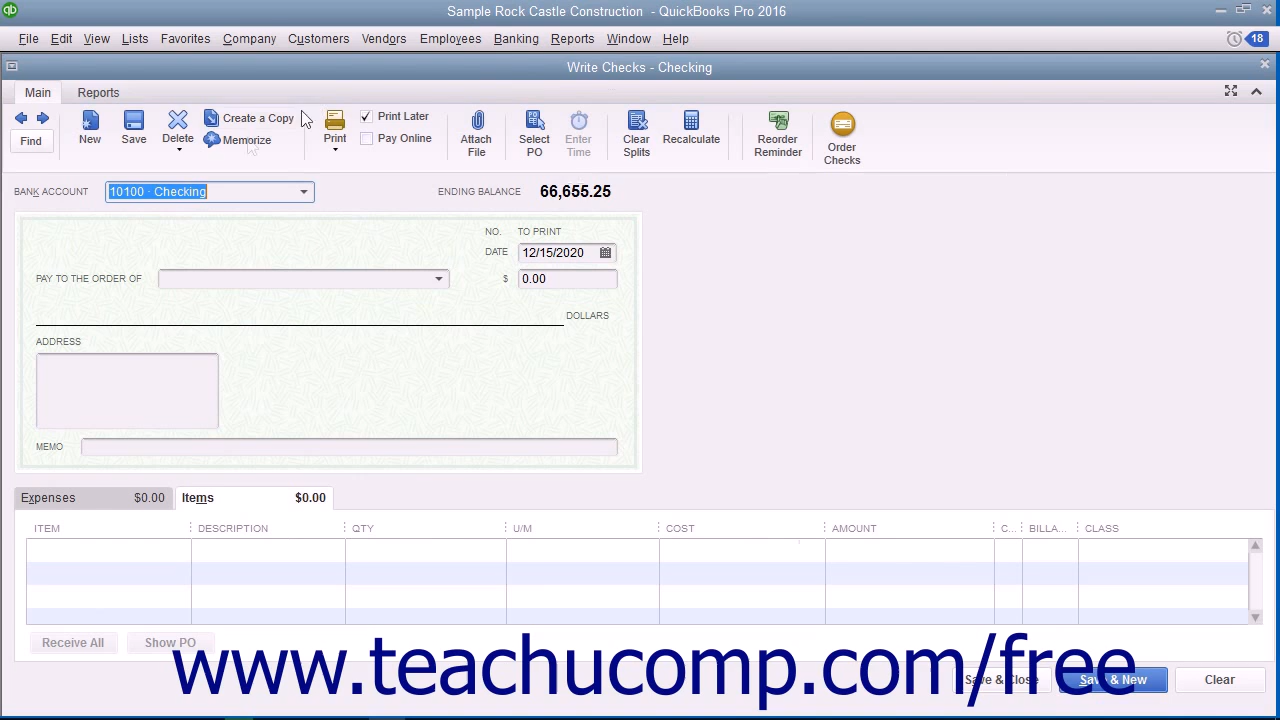 Sample Rock Castle Construction - QuickBooks Pro 2016
File Edit View Lists Favorites Company Customers Vendors Employees Banking Reports Window Help 18
Write Checks - Checking
Main Reports
Find New Save Delete Create a Copy Memorize Print Print Later Pay Online Attach File Select PO Enter Time Clear Splits Recalculate Reorder Reminder Order Checks
BANK ACCOUNT 10100 · Checking ENDING BALANCE 66,655.25
NO. TO PRINT
DATE 12/15/2020
PAY TO THE ORDER OF $ 0.00
DOLLARS
ADDRESS
MEMO
Expenses $0.00 Items $0.00
ITEM DESCRIPTION QTY U/M COST AMOUNT C... BILLA... CLASS
Receive All Show PO
www.teachucomp.com/free
Save & Close Save & New Clear